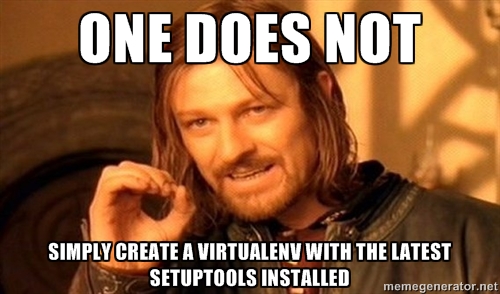 ONE DOES NOT
SIMPLY CREATE A VIRTUALENV WITH THE LATEST
SETUPTOOLS INSTALLED
memegenerator.net